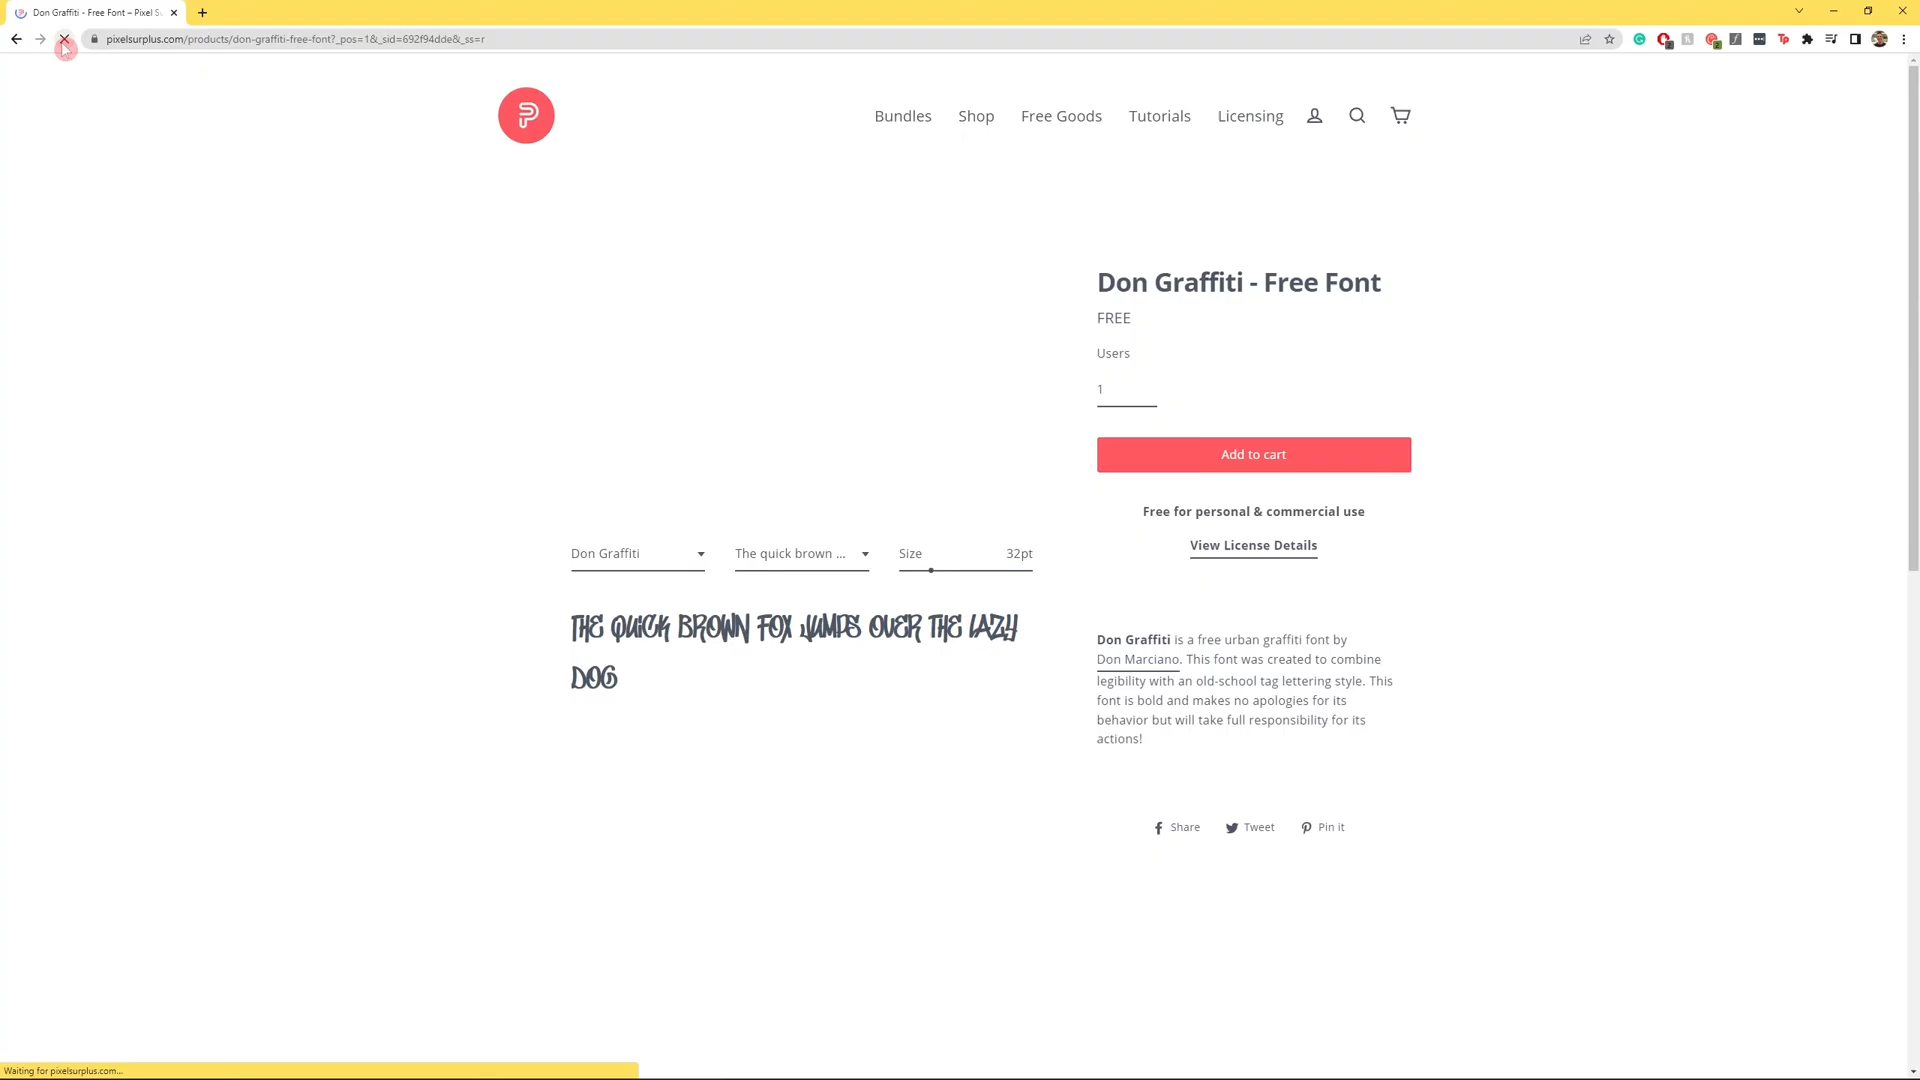 Don Graffiti - Free Font – Pixel Su
pixelsurplus.com/products/don-graffiti-free-font?_pos=1&_sid=692f94dde&_ss=r
Bundles
Shop
Free Goods
Tutorials
Licensing
Don Graffiti - Free Font
FREE
Users
1
Add to cart
Free for personal & commercial use
View License Details
Don Graffiti
The quick brown ...
Size
32pt
THE QUiCK BROWN FOX JUMPS OVER THE LAZY
DOG
Don Graffiti is a free urban graffiti font by
Don Marciano. This font was created to combine
legibility with an old-school tag lettering style. This
font is bold and makes no apologies for its
behavior but will take full responsibility for its
actions!
Share
Tweet
Pin it
Waiting for pixelsurplus.com...